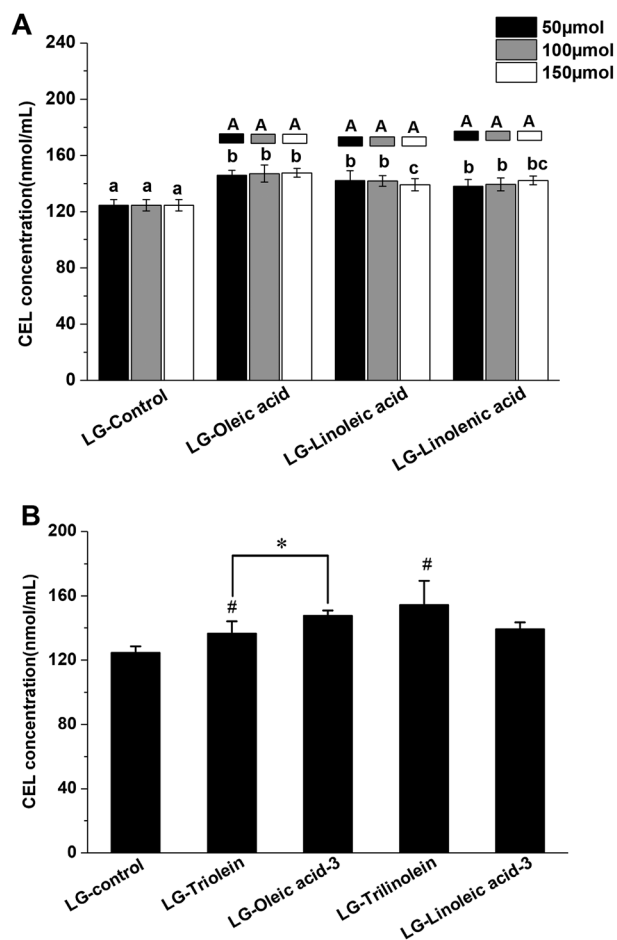 A
50μmol
100μmol
150μmol
CEL concentration(nmol/mL)
240
200
160
120
80
40
0
a a a
A A A
b b b
A A A
b b c
A A A
b b bc
LG-Control
LG-Oleic acid
LG-Linoleic acid
LG-Linolenic acid
B
CEL concentration(nmol/mL)
200
160
120
80
40
0
*
#
#
LG-control
LG-Triolein
LG-Oleic acid-3
LG-Trilinolein
LG-Linoleic acid-3